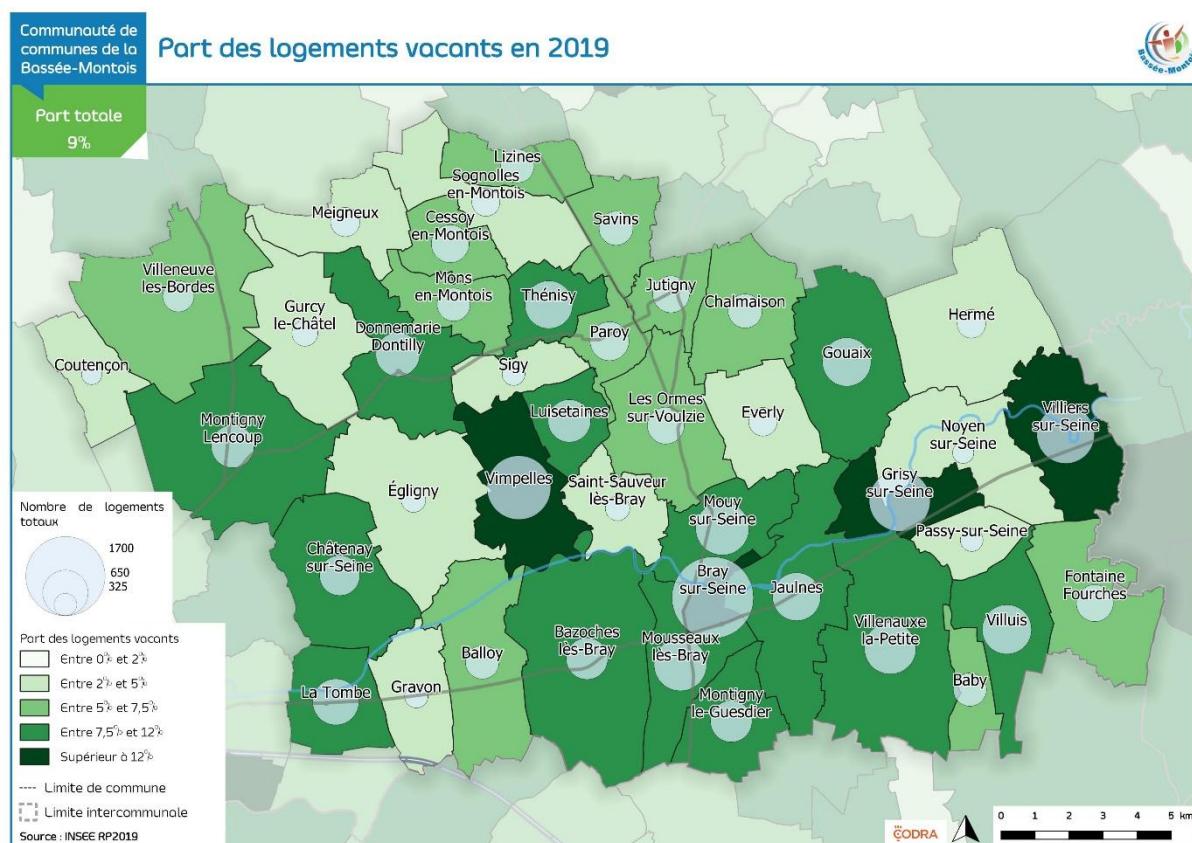 Communauté de
communes de la
Bassée-Montois
Part des logements vacants en 2019
Bassée-Montois
Part totale
9%
Lizines
Sognolles
en-Montois
Meigneux
Cessoy
en-Montois
Savins
Villeneuve
les-Bordes
Mons
en-Montois
Thénisy
Jutigny
Chalmaison
Gurcy
le-Châtel
Donnemarie
Dontilly
Paroy
Hermé
Gouaix
Coutençon
Sigy
Montigny
Lencoup
Luisetaines
Les Ormes
sur-Voulzie
Everly
Noyen
sur-Seine
Villiers
sur-Seine
Égligny
Vimpelles
Saint-Sauveur
lès-Bray
Grisy
sur-Seine
Mouy
sur-Seine
Passy-sur-Seine
Châtenay
sur-Seine
Bray
sur-Seine
Jaulnes
Fontaine
Fourches
Villenauxe
la-Petite
Villuis
Bazoches
lès-Bray
Mousseaux
lès-Bray
Balloy
Baby
La Tombe
Gravon
Montigny
le-Guesdier
Nombre de logements
totaux
1700
650
325
Part des logements vacants
Entre 0% et 2%
Entre 2% et 5%
Entre 5% et 7,5%
Entre 7,5% et 12%
Supérieur à 12%
Limite de commune
Limite intercommunale
Source : INSEE RP2019
CODRA
0 1 2 3 4 5 km